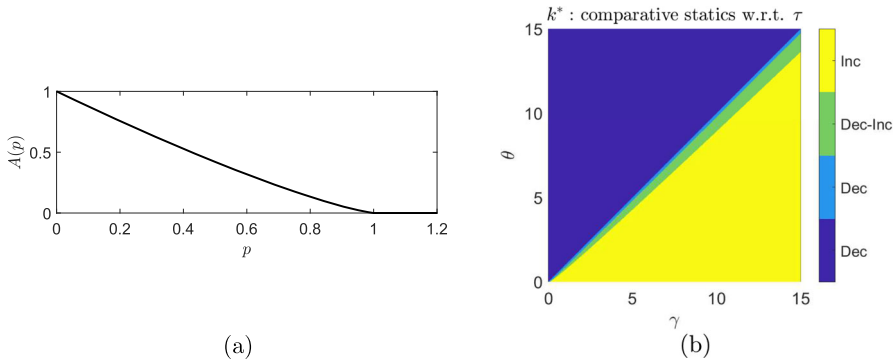 1
0.5
0
A(p)
0 0.2 0.4 0.6 0.8 1 1.2
p
(a)
k* : comparative statics w.r.t. τ
15
10
5
0
θ
0 5 10 15
γ
(b)
Inc
Dec-Inc
Dec
Dec